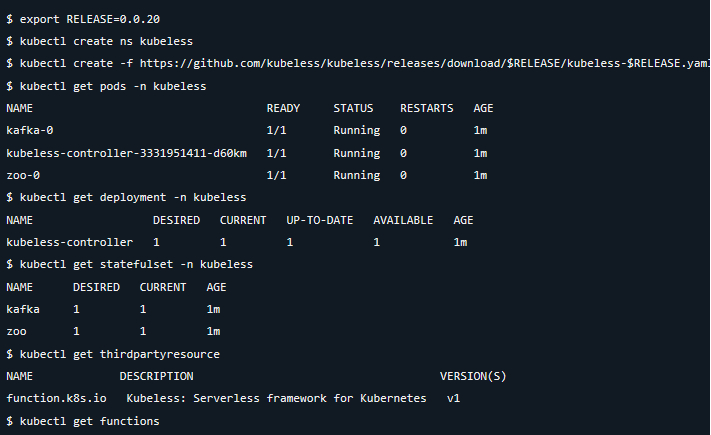 $ export RELEASE=0.0.20
$ kubectl create ns kubeless
$ kubectl create -f https://github.com/kubeless/kubeless/releases/download/$RELEASE/kubeless-$RELEASE.yaml
$ kubectl get pods -n kubeless
NAME READY STATUS RESTARTS AGE
kafka-0 1/1 Running 0 1m
kubeless-controller-3331951411-d60km 1/1 Running 0 1m
zoo-0 1/1 Running 0 1m
$ kubectl get deployment -n kubeless
NAME DESIRED CURRENT UP-TO-DATE AVAILABLE AGE
kubeless-controller 1 1 1 1 1m
$ kubectl get statefulset -n kubeless
NAME DESIRED CURRENT AGE
kafka 1 1 1m
zoo 1 1 1m
$ kubectl get thirdpartyresource
NAME DESCRIPTION VERSION(S)
function.k8s.io Kubeless: Serverless framework for Kubernetes v1
$ kubectl get functions